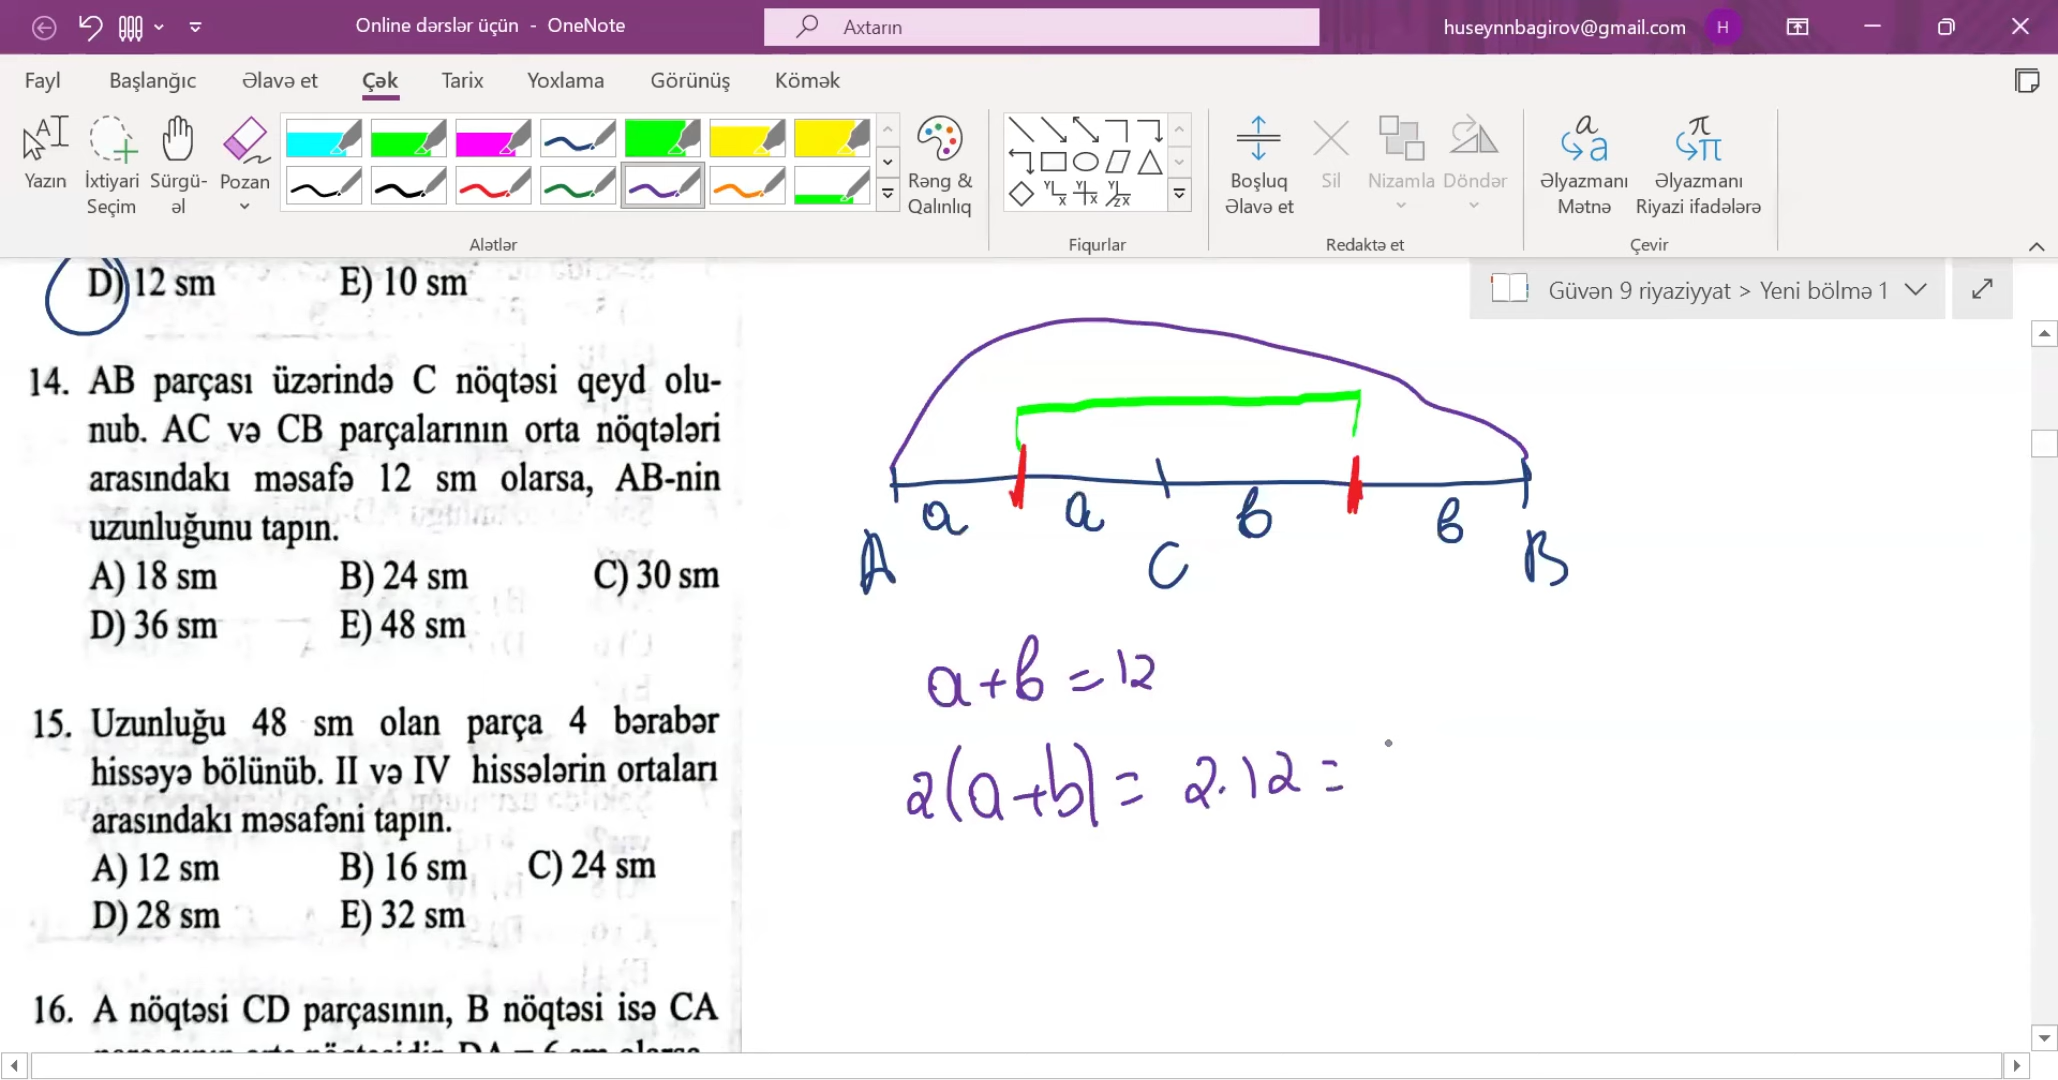 Online dərslər üçün - OneNote
Axtarın
huseynnbagirov@gmail.com
H
Fayl Başlanğıc Əlavə et Çək Tarix Yoxlama Görünüş Kömək
Yazın
İxtiyari Seçim
Sürgü-əl
Pozan
Rəng & Qalınlıq
Boşluq Əlavə et
Sil
Nizamla
Döndər
Əlyazmanı Mətnə
Əlyazmanı Riyazi ifadələrə
Alətlər
Fiqurlar
Redaktə et
Çevir
Güvən 9 riyaziyyat > Yeni bölmə 1
D) 12 sm E) 10 sm
14. AB parçası üzərində C nöqtəsi qeyd olu-
nub. AC və CB parçalarının orta nöqtələri
arasındakı məsafə 12 sm olarsa, AB-nin
uzunluğunu tapın.
A) 18 sm B) 24 sm C) 30 sm
D) 36 sm E) 48 sm
15. Uzunluğu 48 sm olan parça 4 bərabər
hissəyə bölünüb. II və IV hissələrin ortaları
arasındakı məsafəni tapın.
A) 12 sm B) 16 sm C) 24 sm
D) 28 sm E) 32 sm
16. A nöqtəsi CD parçasının, B nöqtəsi isə CA
a a b b
A C B
a+b=12
2(a+b)= 2.12=